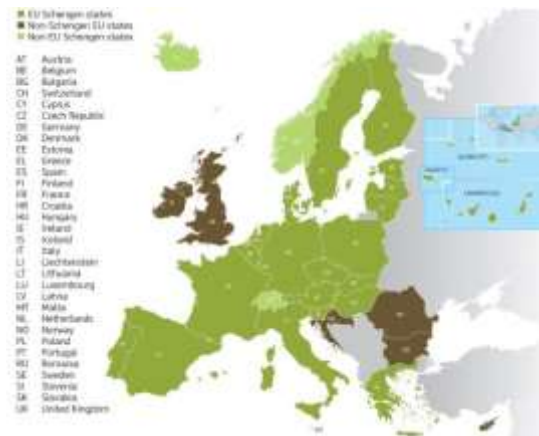 EU Schengen states
Non-Schengen EU states
Non-EU Schengen states
AT Austria
BE Belgium
BG Bulgaria
CH Switzerland
CY Cyprus
CZ Czech Republic
DE Germany
DK Denmark
EE Estonia
EL Greece
ES Spain
FI Finland
FR France
HR Croatia
HU Hungary
IE Ireland
IS Iceland
IT Italy
LI Liechtenstein
LT Lithuania
LU Luxembourg
LV Latvia
MT Malta
NL Netherlands
NO Norway
PL Poland
PT Portugal
RO Romania
SE Sweden
SI Slovenia
SK Slovakia
UK United Kingdom